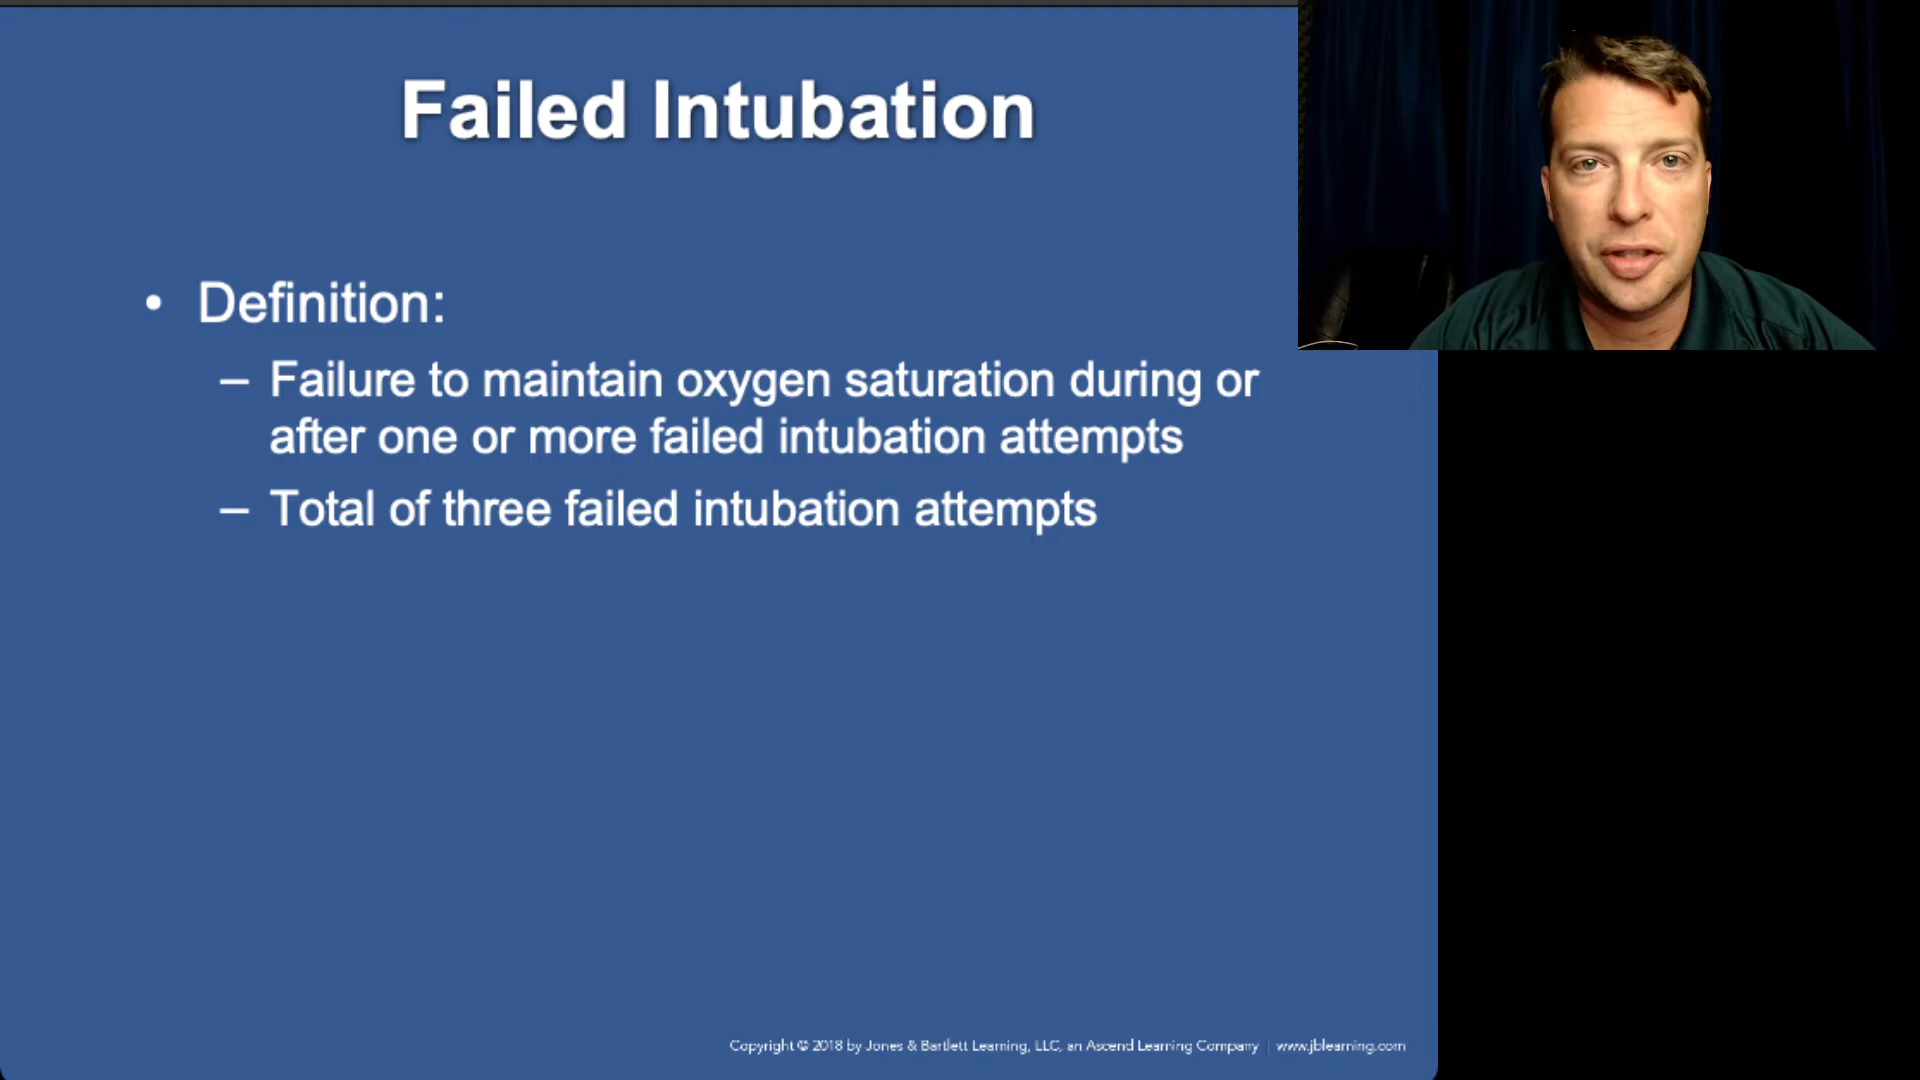 Failed Intubation
• Definition:
– Failure to maintain oxygen saturation during or
after one or more failed intubation attempts
– Total of three failed intubation attempts
Copyright © 2018 by Jones & Bartlett Learning, LLC, an Ascend Learning Company | www.jblearning.com